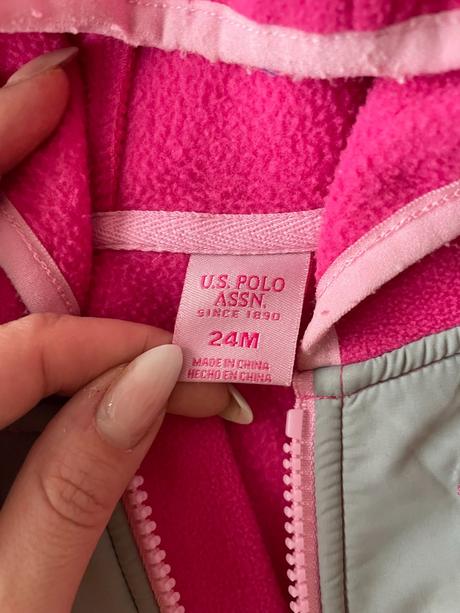 U.S. POLO
ASSN.
SINCE 1890
24M
MADE IN CHINA
HECHO EN CHINA